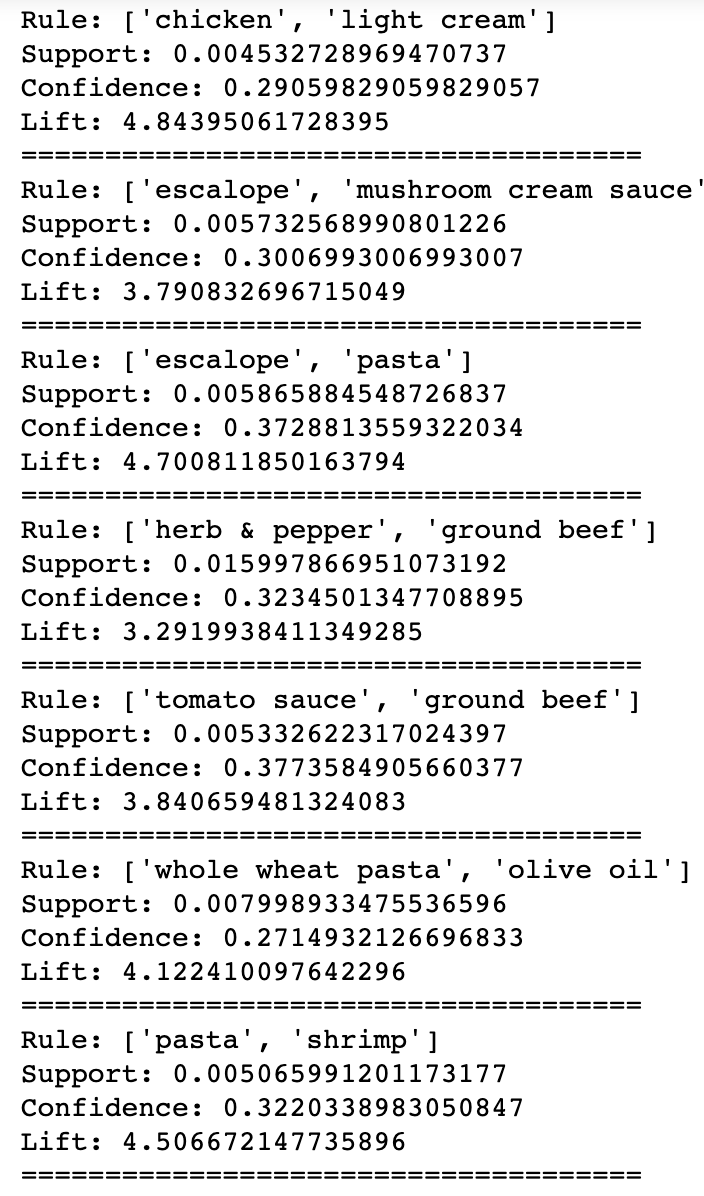 Rule: ['chicken', 'light cream']
Support: 0.004532728969470737
Confidence: 0.29059829059829057
Lift: 4.84395061728395
=====================================
Rule: ['escalope', 'mushroom cream sauce'
Support: 0.005732568990801226
Confidence: 0.3006993006993007
Lift: 3.790832696715049
=====================================
Rule: ['escalope', 'pasta']
Support: 0.005865884548726837
Confidence: 0.3728813559322034
Lift: 4.700811850163794
=====================================
Rule: ['herb & pepper', 'ground beef']
Support: 0.015997866951073192
Confidence: 0.3234501347708895
Lift: 3.2919938411349285
=====================================
Rule: ['tomato sauce', 'ground beef']
Support: 0.005332622317024397
Confidence: 0.3773584905660377
Lift: 3.840659481324083
=====================================
Rule: ['whole wheat pasta', 'olive oil']
Support: 0.007998933475536596
Confidence: 0.2714932126696833
Lift: 4.122410097642296
=====================================
Rule: ['pasta', 'shrimp']
Support: 0.005065991201173177
Confidence: 0.3220338983050847
Lift: 4.506672147735896
=====================================